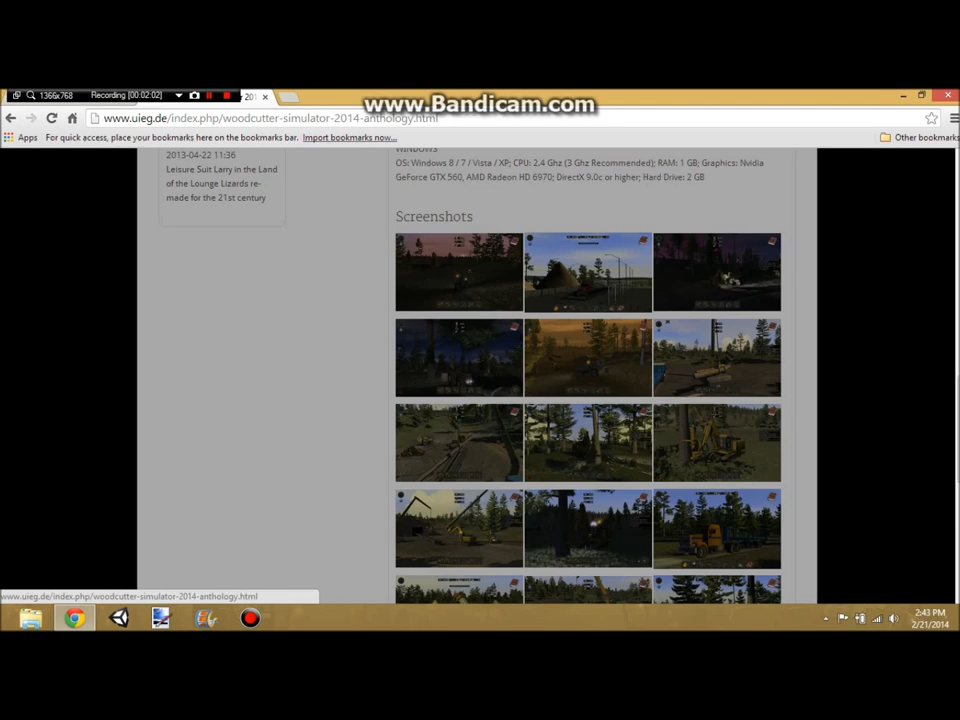 www.Bandicam.com
1366x768
Recording [00:02:02]
201
www.uieg.de/index.php/woodcutter-simulator-2014-anthology.html
Apps
For quick access, place your bookmarks here on the bookmarks bar.
Import bookmarks now...
Other bookmarks
2013-04-22 11:36
Leisure Suit Larry in the Land
of the Lounge Lizards re-
made for the 21st century
WINDOWS
OS: Windows 8 / 7 / Vista / XP; CPU: 2.4 Ghz (3 Ghz Recommended); RAM: 1 GB; Graphics: Nvidia
GeForce GTX 560, AMD Radeon HD 6970; DirectX 9.0c or higher; Hard Drive: 2 GB
Screenshots
www.uieg.de/index.php/woodcutter-simulator-2014-anthology.html
2:43 PM
2/21/2014